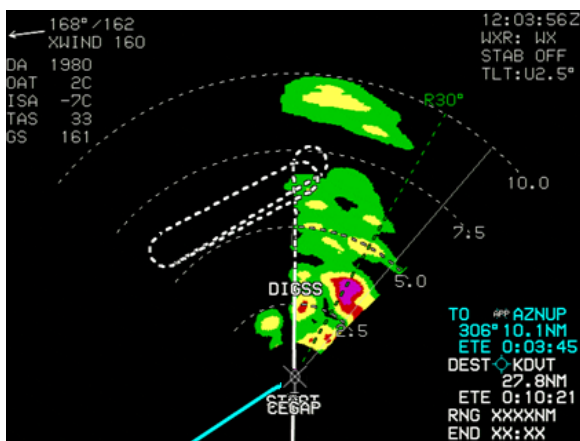 168°/162
XWIND 160
DA 1980
OAT 2C
ISA -7C
TAS 33
GS 161
12:03:56Z
WXR: WX
STAB OFF
TLT:U2.5°
R30°
10.0
7.5
5.0
2.5
DIGSS
CEGAP
TO APP AZNUP
306° 10.1NM
ETE 0:03:45
DEST KDVT
27.8NM
ETE 0:10:21
RNG XXXXNM
END XX:XX